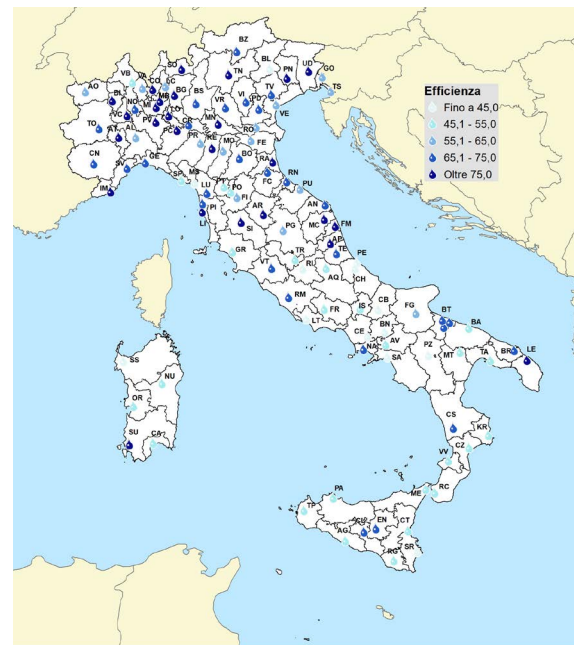 Efficienza
Fino a 45,0
45,1 - 55,0
55,1 - 65,0
65,1 - 75,0
Oltre 75,0
BZ
SO
TN
BL
UD
PN
GO
TS
VB
VA
CO
LC
AO
BI
BG
BS
VR
VI
TV
PD
VE
NO
MI
MB
LO
VC
PV
TO
AT
AL
PC
CR
MN
RO
PR
RE
MO
FE
BO
RA
CN
SV
GE
IM
MS
LU
PT
PO
FI
FC
RN
PU
PI
LI
AR
SI
AN
MC
FM
AP
TE
PE
PG
GR
VT
TR
RI
AQ
CH
RM
FR
LT
IS
CB
FG
BT
BA
CE
BN
NA
AV
SA
PZ
MT
TA
BR
LE
CS
KR
CZ
VV
RC
ME
SS
NU
OR
SU
CA
PA
TP
AG
EN
CT
SR
RG